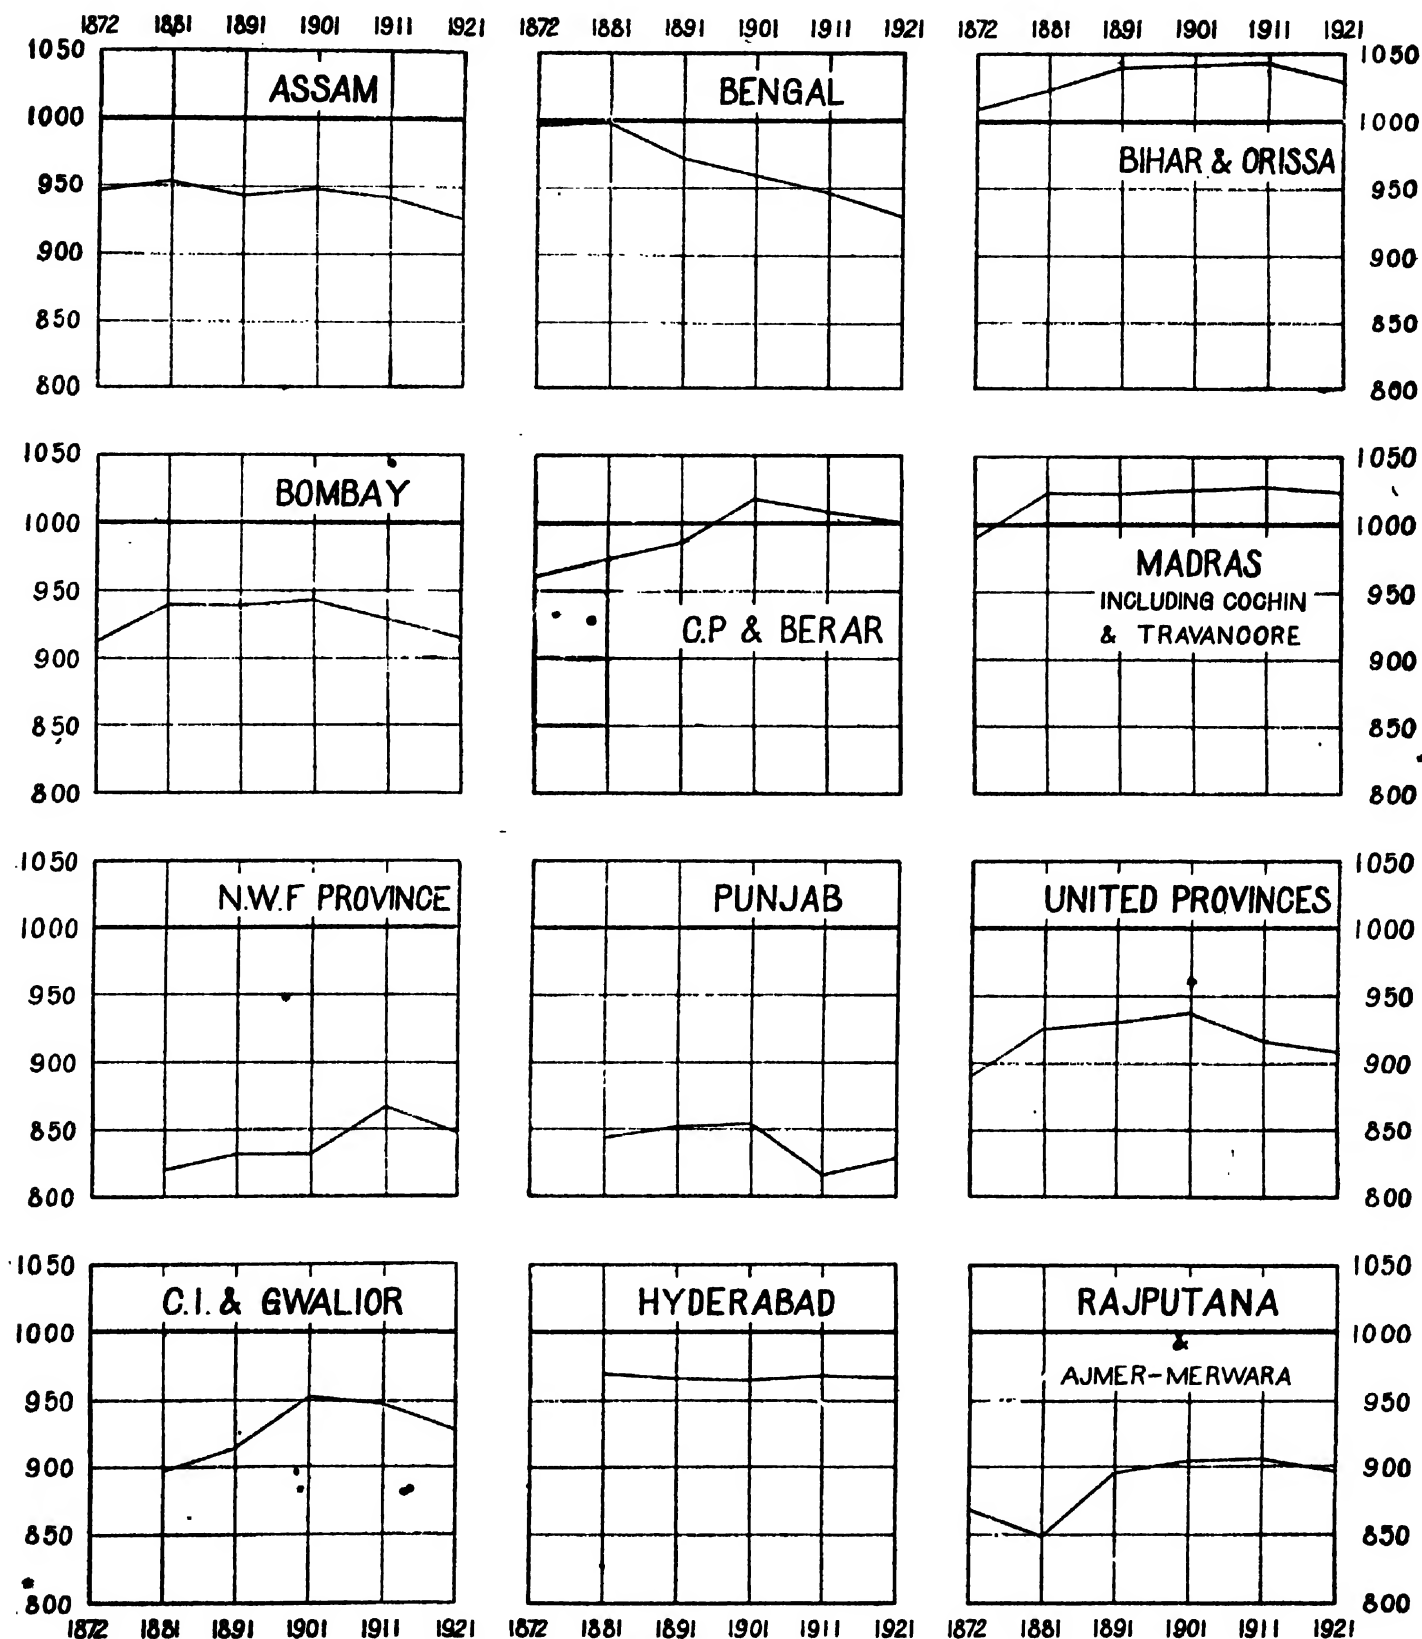 1872 1881 1891 1901 1911 1921 1872 1881 1891 1901 1911 1921 1872 1881 1891 1901 1911 1921
1050 1050
ASSAM BENGAL
1000 1000
BIHAR & ORISSA
950 950
900 900
850 850
800 800
1050 1050
BOMBAY
1000 1000
MADRAS
950 950
INCLUDING COCHIN
C.P & BERAR & TRAVANOORE
900 900
850 850
800 800
1050 1050
N.W.F PROVINCE PUNJAB UNITED PROVINCES
1000 1000
950 950
900 900
850 850
800 800
1050 1050
C.I. & GWALIOR HYDERABAD RAJPUTANA
1000 1000
&
AJMER-MERWARA
950 950
900 900
850 850
800 800
1872 1881 1891 1901 1911 1921 1872 1881 1891 1901 1911 1921 1872 1881 1891 1901 1911 1921